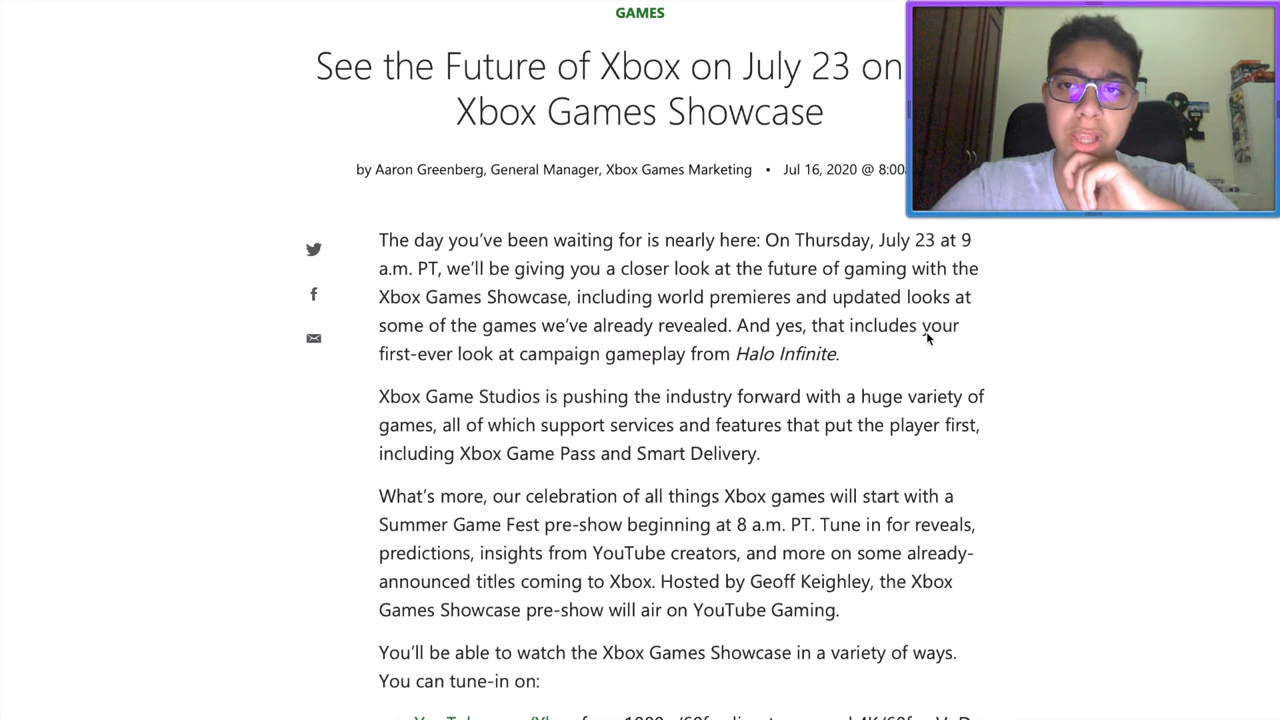 GAMES
See the Future of Xbox on July 23 on
Xbox Games Showcase
by Aaron Greenberg, General Manager, Xbox Games Marketing • Jul 16, 2020 @ 8:00
The day you’ve been waiting for is nearly here: On Thursday, July 23 at 9
a.m. PT, we’ll be giving you a closer look at the future of gaming with the
Xbox Games Showcase, including world premieres and updated looks at
some of the games we’ve already revealed. And yes, that includes your
first-ever look at campaign gameplay from Halo Infinite.
Xbox Game Studios is pushing the industry forward with a huge variety of
games, all of which support services and features that put the player first,
including Xbox Game Pass and Smart Delivery.
What’s more, our celebration of all things Xbox games will start with a
Summer Game Fest pre-show beginning at 8 a.m. PT. Tune in for reveals,
predictions, insights from YouTube creators, and more on some already-
announced titles coming to Xbox. Hosted by Geoff Keighley, the Xbox
Games Showcase pre-show will air on YouTube Gaming.
You’ll be able to watch the Xbox Games Showcase in a variety of ways.
You can tune-in on: